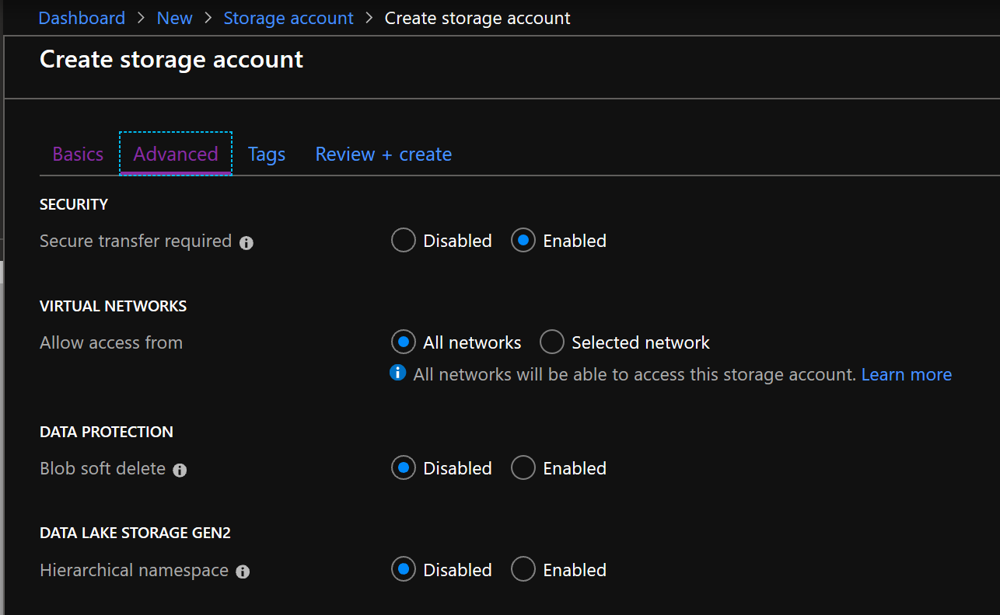 Dashboard > New > Storage account > Create storage account
Create storage account
Basics Advanced Tags Review + create
SECURITY
Secure transfer required Disabled Enabled
VIRTUAL NETWORKS
Allow access from All networks Selected network
All networks will be able to access this storage account. Learn more
DATA PROTECTION
Blob soft delete Disabled Enabled
DATA LAKE STORAGE GEN2
Hierarchical namespace Disabled Enabled